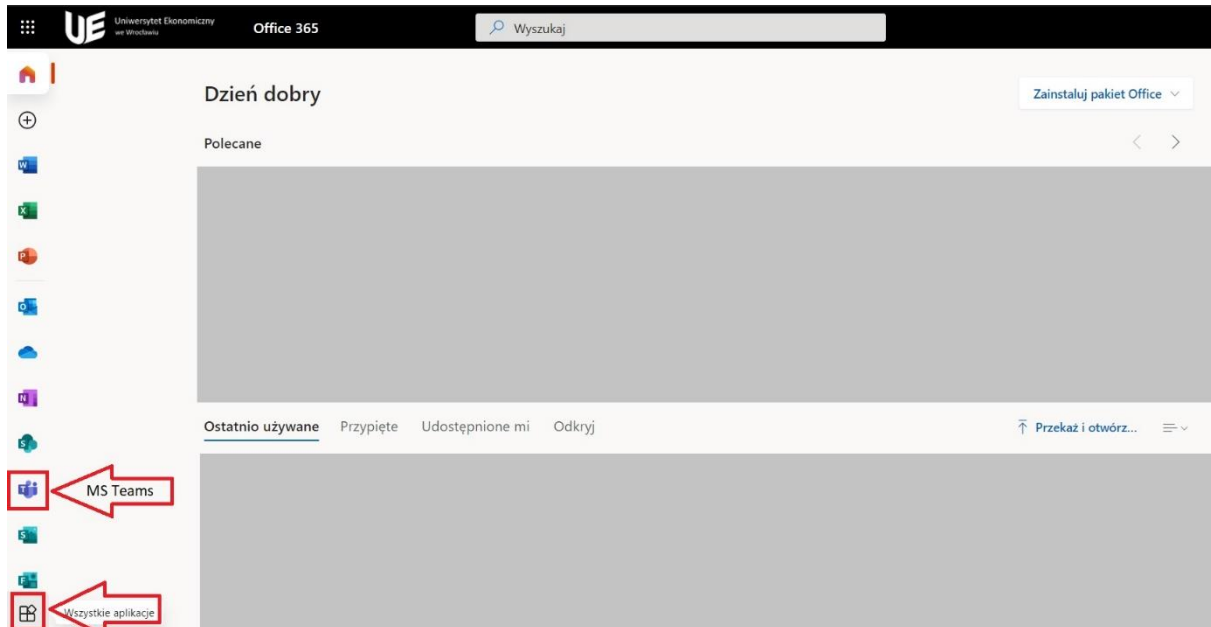 UE
Uniwersytet Ekonomiczny
we Wrocławiu
Office 365
Wyszukaj
Dzień dobry
Zainstaluj pakiet Office
Polecane
Ostatnio używane Przypięte Udostępnione mi Odkryj
Przekaż i otwórz...
MS Teams
Wszystkie aplikacje